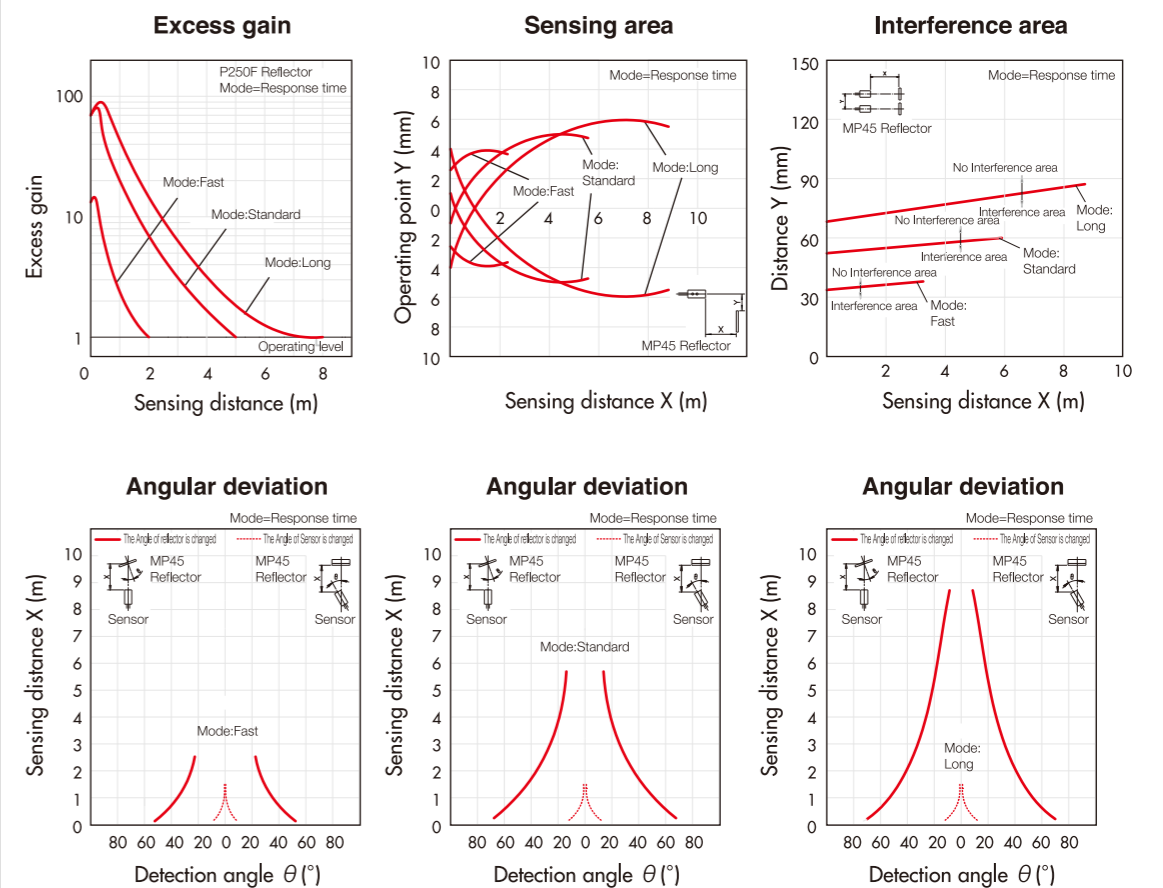 Excess gain
P250F Reflector
Mode=Response time
100
10
1
Mode:Fast
Mode:Standard
Mode:Long
Operating level
0 2 4 6 8
Excess gain
Sensing distance (m)
Sensing area
Mode=Response time
10
8
6
4
2
0
2
4
6
8
10
2 4 6 8 10
Mode:Fast
Mode:
Standard
Mode:Long
X
Y
MP45 Reflector
Operating point Y (mm)
Sensing distance X (m)
Interference area
Mode=Response time
150
120
90
60
30
0
X
Y
MP45 Reflector
No Interference area
Interference area
Mode:
Long
No Interference area
Interference area
Mode:
Standard
No Interference area
Interference area
Mode:
Fast
2 4 6 8 10
Distance Y (mm)
Sensing distance X (m)
Angular deviation
Mode=Response time
The Angle of reflector is changed
The Angle of Sensor is changed
MP45
Reflector
MP45
Reflector
X
θ
X
θ
Sensor
Sensor
Mode:Fast
10
9
8
7
6
5
4
3
2
1
0
80 60 40 20 0 20 40 60 80
Sensing distance X (m)
Detection angle θ (°)
Angular deviation
Mode=Response time
The Angle of reflector is changed
The Angle of Sensor is changed
MP45
Reflector
MP45
Reflector
X
θ
X
θ
Sensor
Sensor
Mode:Standard
10
9
8
7
6
5
4
3
2
1
0
80 60 40 20 0 20 40 60 80
Sensing distance X (m)
Detection angle θ (°)
Angular deviation
Mode=Response time
The Angle of reflector is changed
The Angle of Sensor is changed
MP45
Reflector
MP45
Reflector
X
θ
X
θ
Sensor
Sensor
Mode:
Long
10
9
8
7
6
5
4
3
2
1
0
80 60 40 20 0 20 40 60 80
Sensing distance X (m)
Detection angle θ (°)